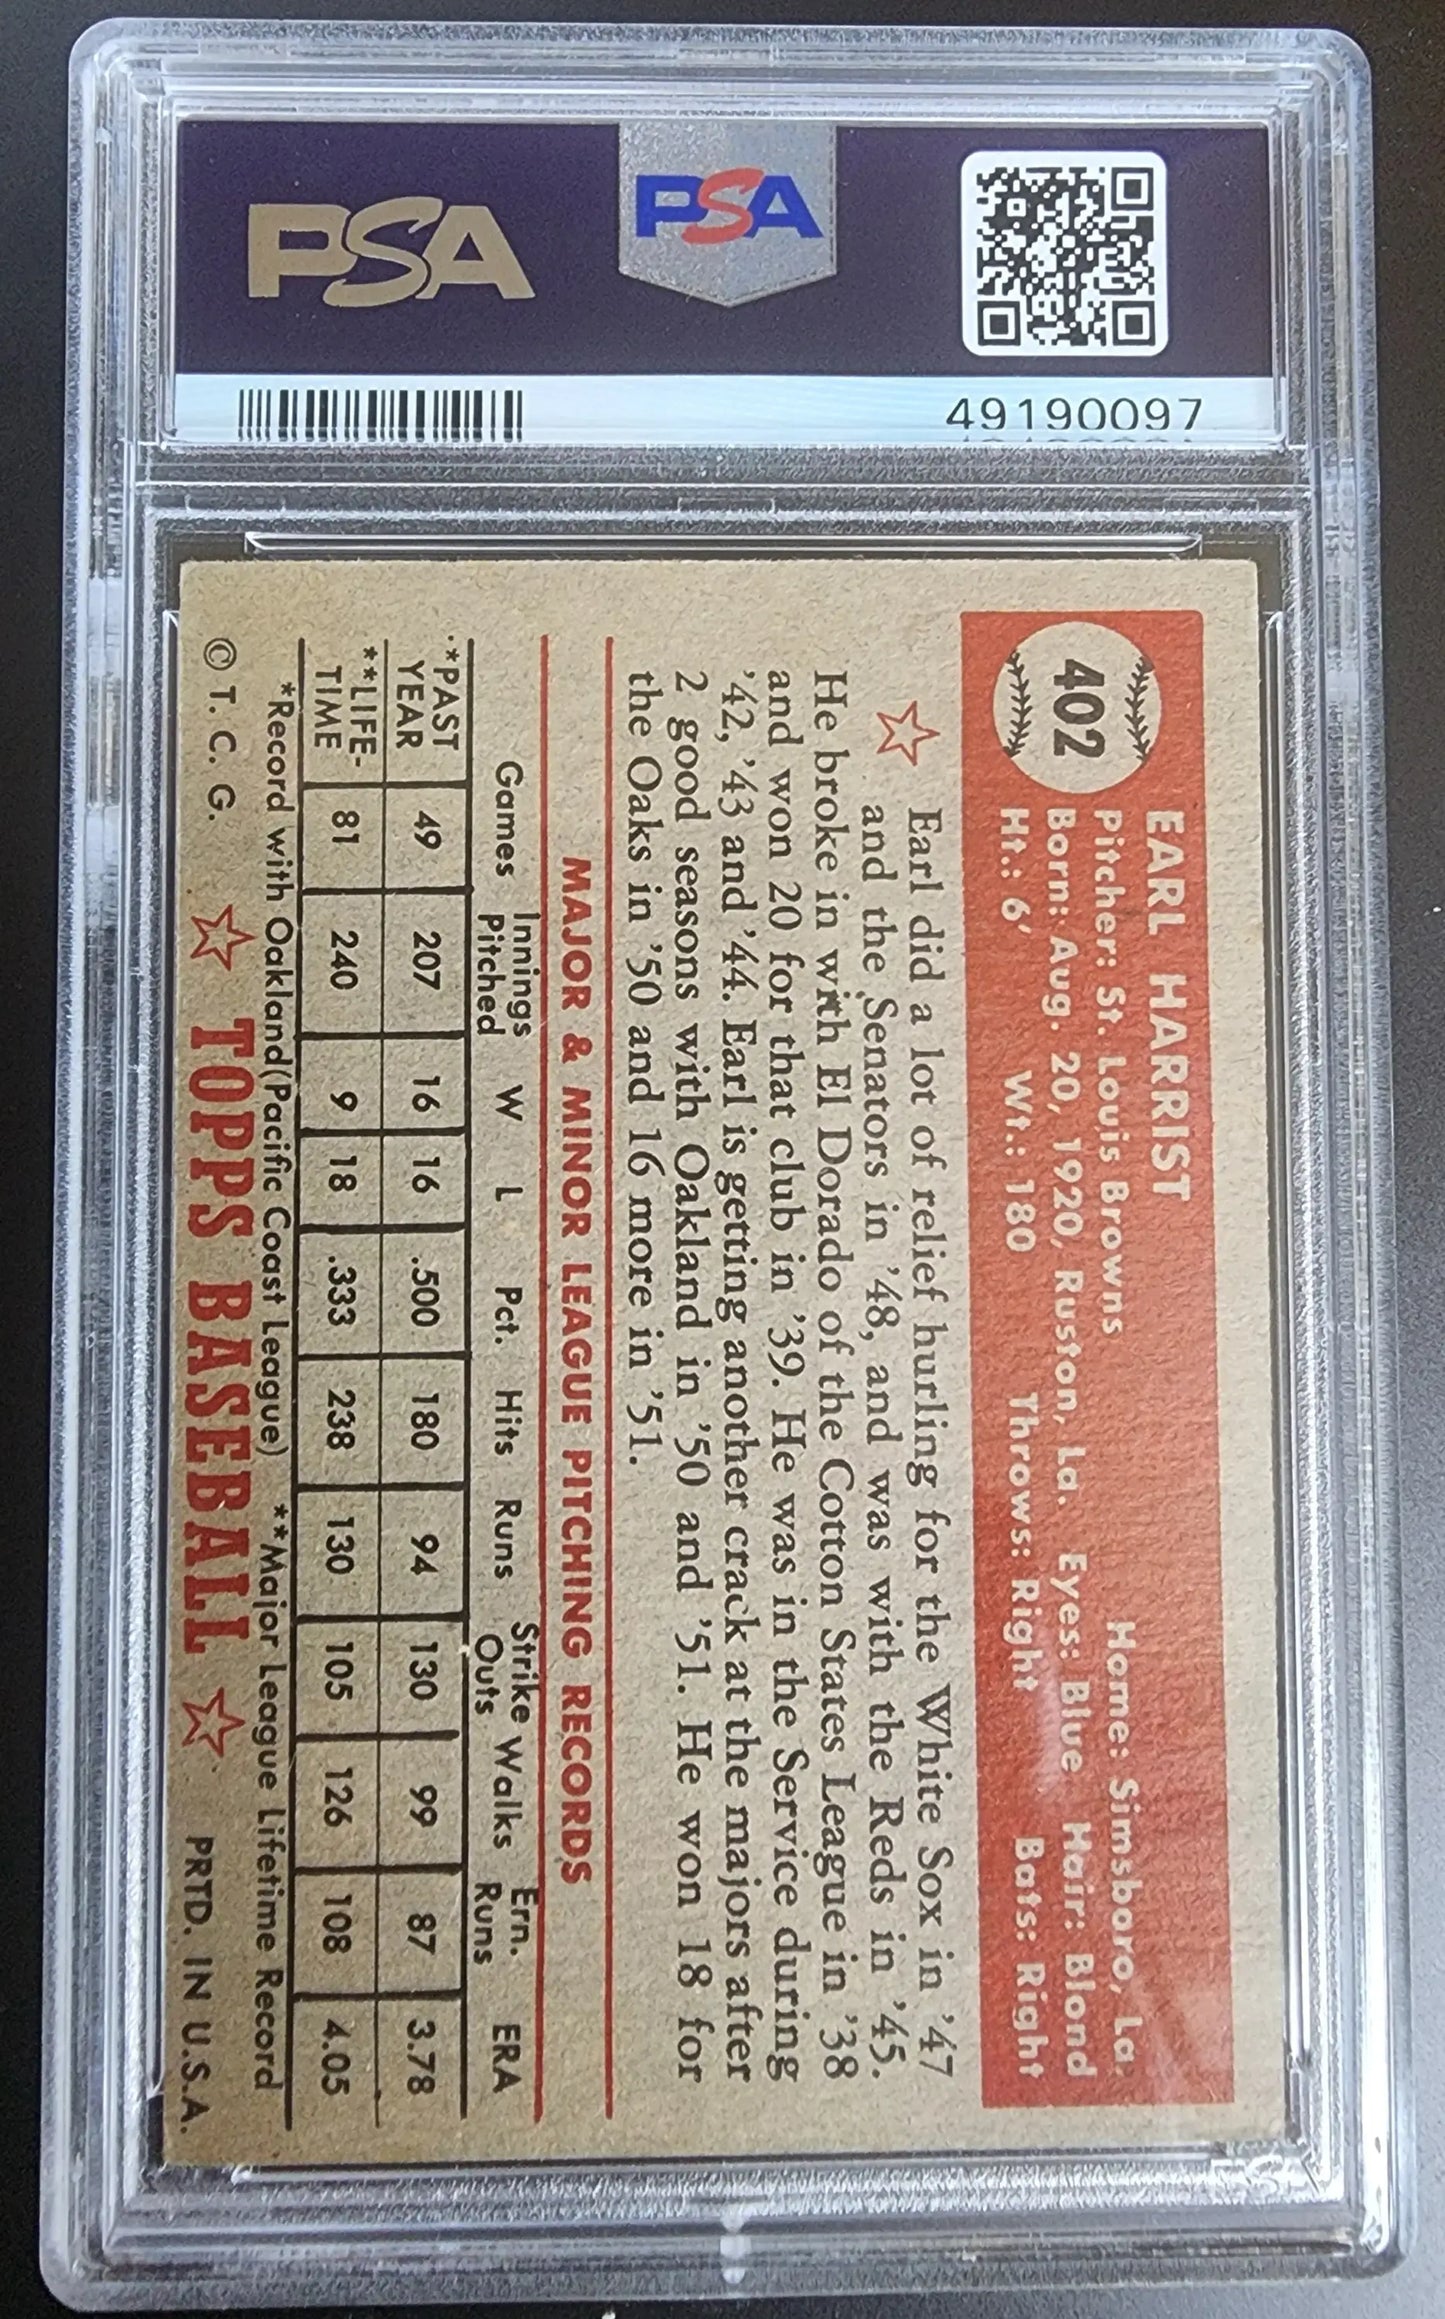 PSA
PSA
49190097
402
EARL HARRIST
Pitcher: St. Louis Browns Home: Simsboro, La.
Born: Aug. 20, 1920, Ruston, La. Eyes: Blue Hair: Blond
Ht.: 6' Wt.: 180 Throws: Right Bats: Right
Earl did a lot of relief hurling for the White Sox in '47
and the Senators in '48, and was with the Reds in '45.
He broke in with El Dorado of the Cotton States League in '38
and won 20 for that club in '39. He was in the Service during
'42, '43 and '44. Earl is getting another crack at the majors after
2 good seasons with Oakland in '50 and '51. He won 18 for
the Oaks in '50 and 16 more in '51.
MAJOR & MINOR LEAGUE PITCHING RECORDS
Games Innings Pitched W L Pct. Hits Runs Strike Outs Walks Ern. Runs ERA
*PAST YEAR 49 207 16 16 .500 180 94 130 99 87 3.78
**LIFE-TIME 81 240 9 18 .333 238 130 105 126 108 4.05
*Record with Oakland(Pacific Coast League) **Major League Lifetime Record
© T. C. G. TOPPS BASEBALL PRTD. IN U.S.A.